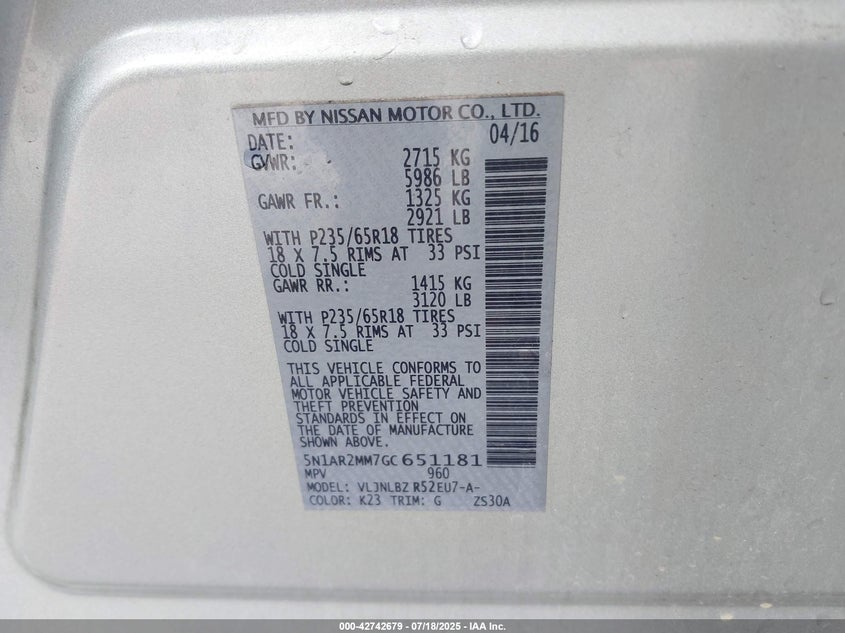 MFD BY NISSAN MOTOR CO., LTD.
DATE: 04/16
GVWR: 2715 KG
5986 LB
GAWR FR.: 1325 KG
2921 LB
WITH P235/65R18 TIRES
18 X 7.5 RIMS AT 33 PSI
COLD SINGLE
GAWR RR.: 1415 KG
3120 LB
WITH P235/65R18 TIRES
18 X 7.5 RIMS AT 33 PSI
COLD SINGLE
THIS VEHICLE CONFORMS TO
ALL APPLICABLE FEDERAL
MOTOR VEHICLE SAFETY AND
THEFT PREVENTION
STANDARDS IN EFFECT ON
THE DATE OF MANUFACTURE
SHOWN ABOVE.
5N1AR2MM7GC651181
MPV 960
MODEL: VLJNLBZ R52EU7-A-
COLOR: K23 TRIM: G ZS30A
000-42742679 - 07/18/2025 - IAA Inc.